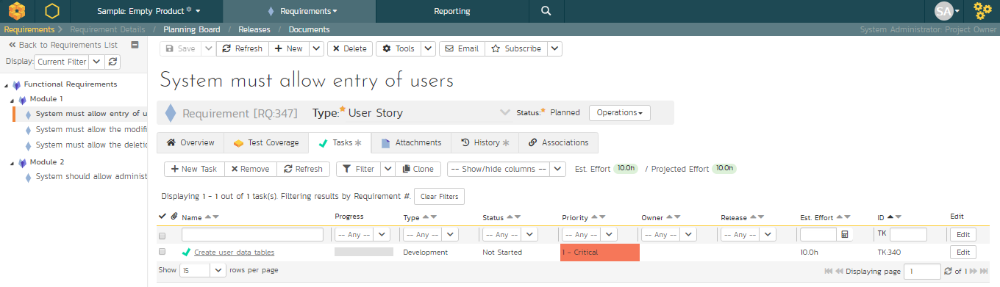 Sample: Empty Product Requirements Reporting SA
Requirements > Requirement Details / Planning Board / Releases / Documents System Administrator: Project Owner
Back to Requirements List
Display: Current Filter
Functional Requirements
Module 1
System must allow entry of u
System must allow the modifi
System must allow the deletio
Module 2
System should allow administ
Save Refresh + New × Delete Tools Email Subscribe
System must allow entry of users
Requirement [RQ:347] Type:* User Story Status:* Planned Operations
Overview Test Coverage Tasks * Attachments History * Associations
+ New Task × Remove Refresh Filter Clone -- Show/hide columns -- Est. Effort 10.0h / Projected Effort 10.0h
Displaying 1 - 1 out of 1 task(s). Filtering results by Requirement #. Clear Filters
Name Progress Type Status Priority Owner Release Est. Effort ID Edit
-- Any -- -- Any -- -- Any -- -- Any -- -- Any -- -- Any -- TK Edit
Create user data tables Development Not Started 1 - Critical 10.0h TK:340 Edit
Show 15 rows per page Displaying page 1 of 1